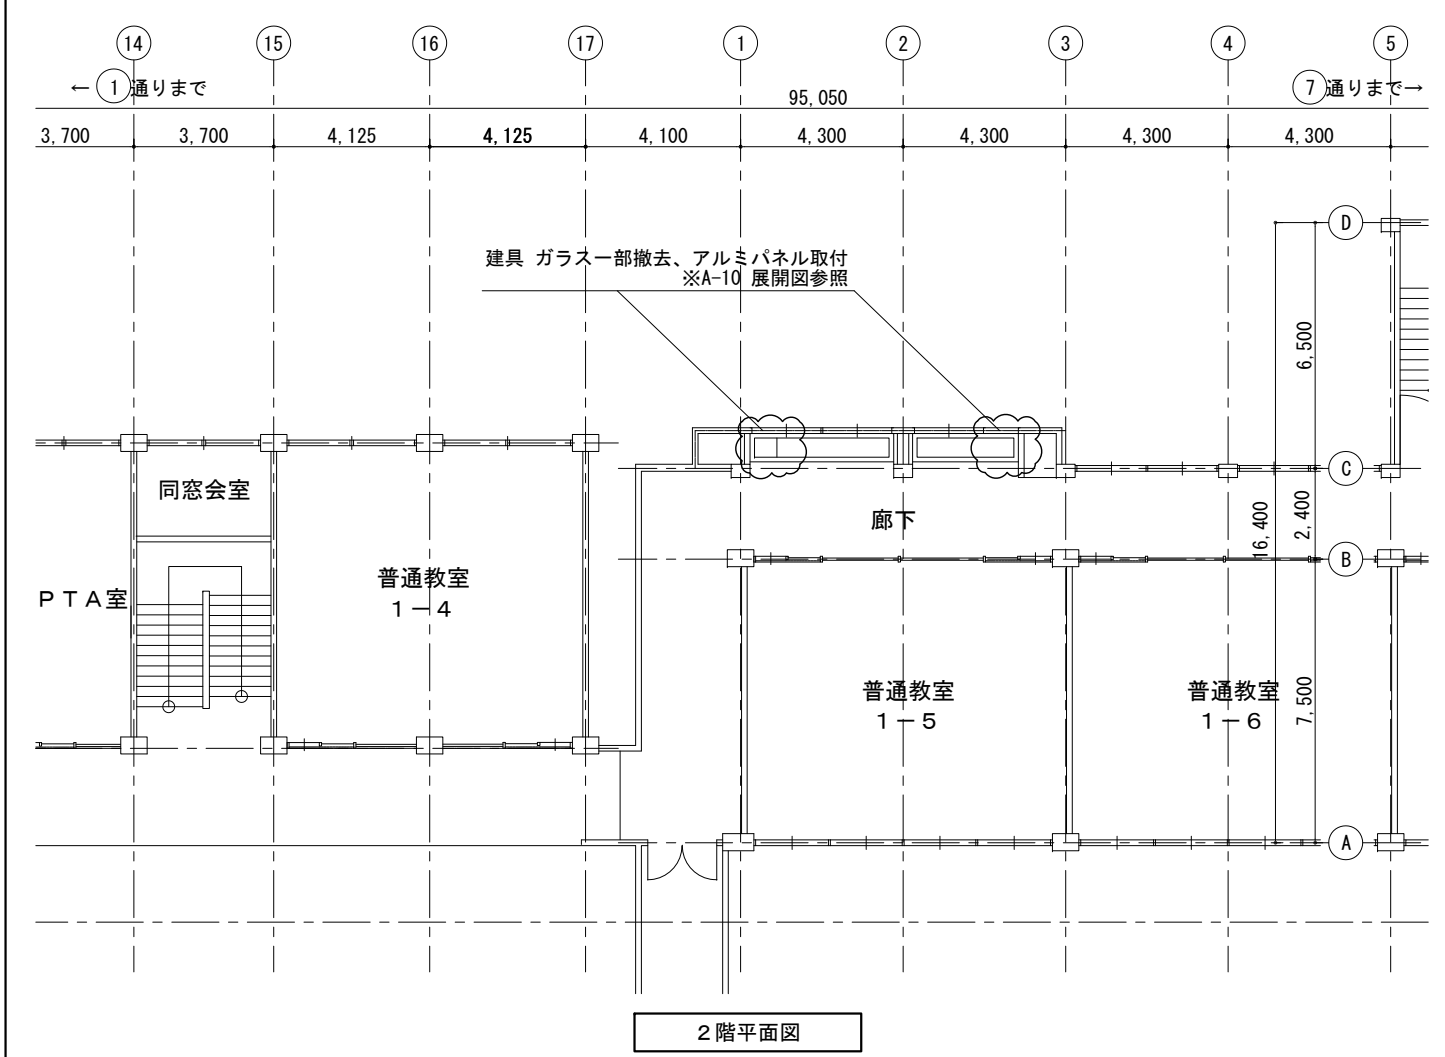 14 15 16 17 1 2 3 4 5
← 1 通りまで
7 通りまで→
95,050
3,700 3,700 4,125 4,125 4,100 4,300 4,300 4,300 4,300
D
建具 ガラス一部撤去、アルミパネル取付
※A-10 展開図参照
6,500
C
同窓会室
廊下
16,400
2,400
B
普通教室
1－4
ＰＴＡ室
普通教室
1－5
普通教室
1－6
7,500
A
２階平面図